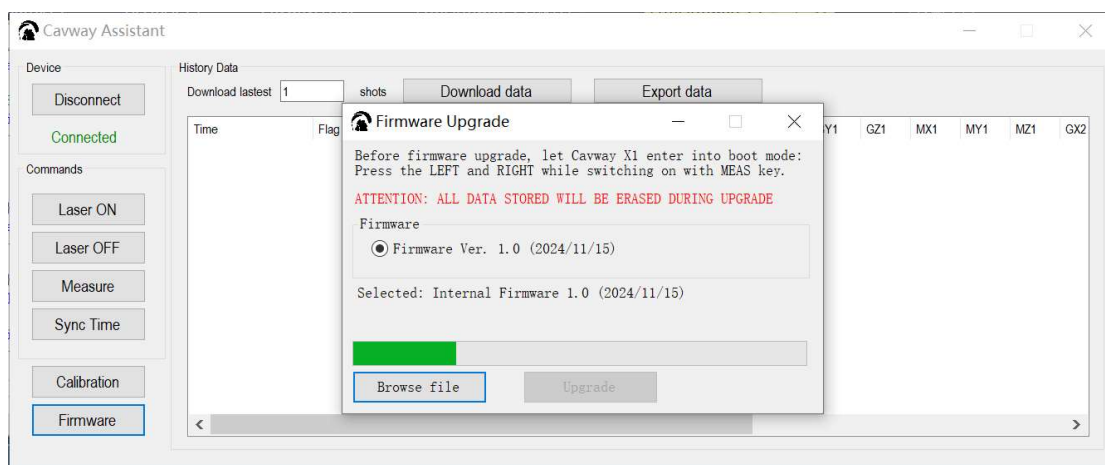 Cavway Assistant
Device
Disconnect
Connected
Commands
Laser ON
Laser OFF
Measure
Sync Time
Calibration
Firmware
History Data
Download lastest 1 shots Download data Export data
Time Flag Y1 GZ1 MX1 MY1 MZ1 GX2
Firmware Upgrade
Before firmware upgrade, let Cavway X1 enter into boot mode:
Press the LEFT and RIGHT while switching on with MEAS key.
ATTENTION: ALL DATA STORED WILL BE ERASED DURING UPGRADE
Firmware
Firmware Ver. 1.0 (2024/11/15)
Selected: Internal Firmware 1.0 (2024/11/15)
Browse file Upgrade